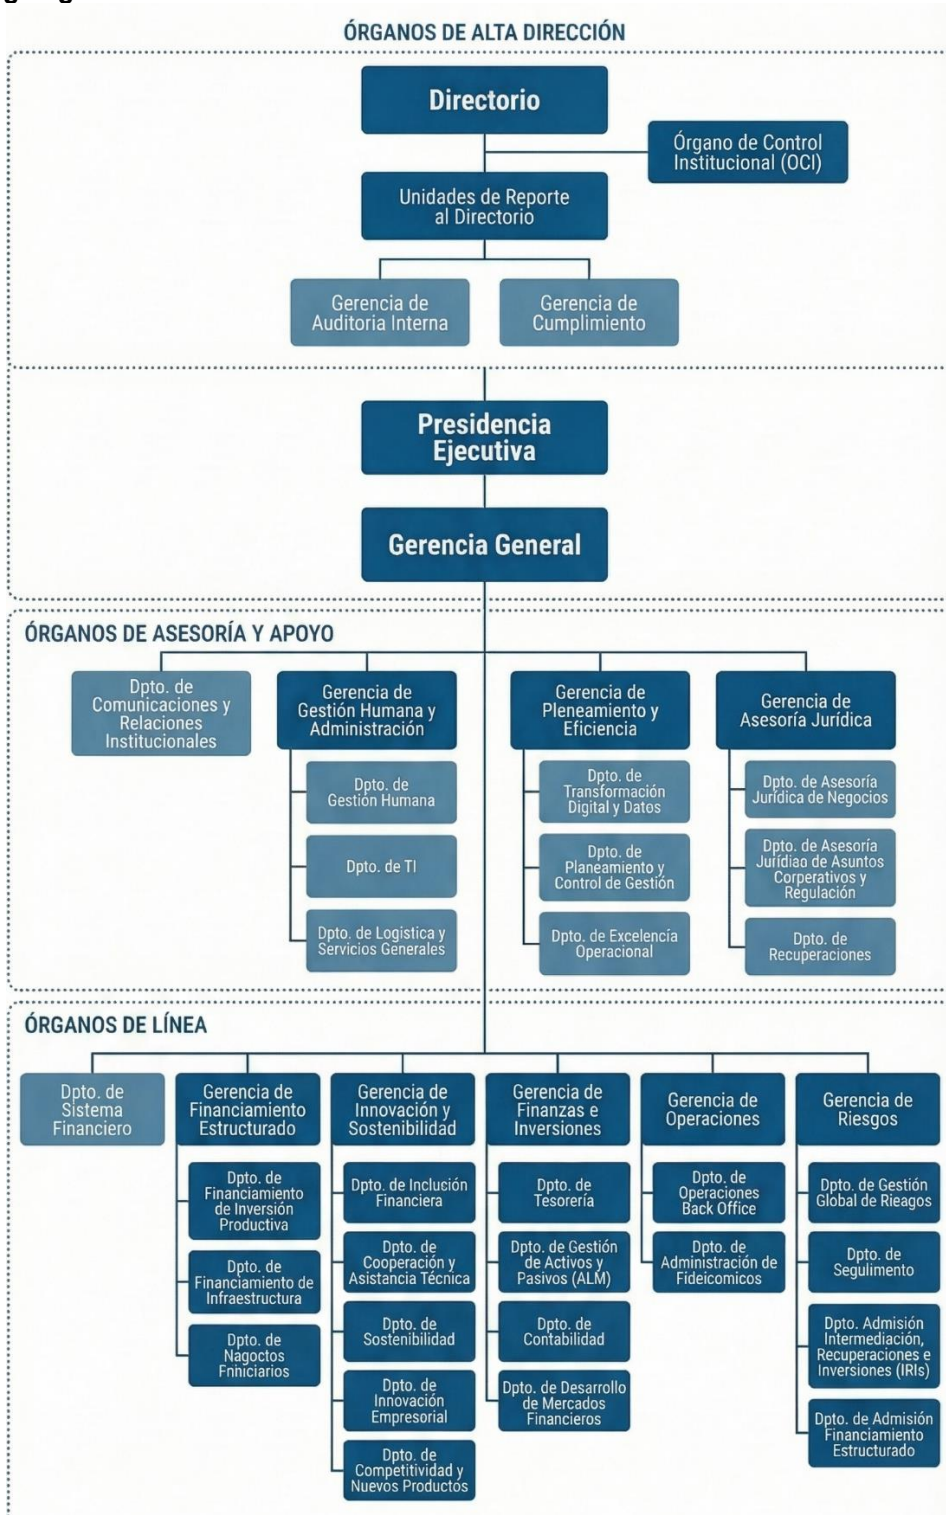 ÓRGANOS DE ALTA DIRECCIÓN
Directorio
Órgano de Control
Institucional (OCI)
Unidades de Reporte
al Directorio
Gerencia de
Auditoria Interna
Gerencia de
Cumplimiento
Presidencia
Ejecutiva
Gerencia General
ÓRGANOS DE ASESORÍA Y APOYO
Dpto. de
Comunicaciones y
Relaciones
Institucionales
Gerencia de
Gestión Humana y
Administración
Dpto. de
Gestión Humana
Dpto. de TI
Dpto. de Logistica y
Servicios Generales
Gerencia de
Pleneamiento y
Eficiencia
Dpto. de
Transformación
Digital y Datos
Dpto. de
Planeamiento y
Control de Gestión
Dpto. de Excelencía
Operacional
Gerencia de
Asesoría Jurídica
Dpto. de Asesoría
Jurídica de Negocios
Dpto. de Asesoría
de Asuntos
Corperativos y
Regulación
Dpto. de
Recuperaciones
ÓRGANOS DE LÍNEA
Dpto. de
Sistema
Financiero
Gerencia de
Financiamiento
Estructurado
Dpto. de
Financiamiento
de Inversión
Productiva
Dpto. de
Financiamiento de
Infraestructura
Dpto. de
Nagoctos
Fniciarios
Gerencia de
Innovación y
Sostenibilidad
Dpto. de Inclución
Financiera
Dpto. de
Cooperación y
Asistancia Técnica
Dpto. de
Sostenibilidad
Dpto. de
Innovación
Empresorial
Dpto. de
Competitividad y
Nuevos Productos
Gerencia de
Finanzas e
Inversiones
Dpto. de
Tesorería
Dpto. de Gestión
de Activos y
Pasivos (ALM)
Dpto. de
Contabilidad
Dpto. de Desarrollo
de Mercados
Financieros
Gerencia de
Operaciones
Dpto. de
Operaciones
Back Office
Dpto. de
Administración de
Fideícomicos
Gerencia de
Riesgos
Dpto. de Gestión
Global de Rieagos
Dpto. de
Segulimento
Dpto. Admisión
Intermediación,
Recuperaciones e
Inversiones (IRIs)
Dpto. de Admisión
Financiamiento
Estructurado